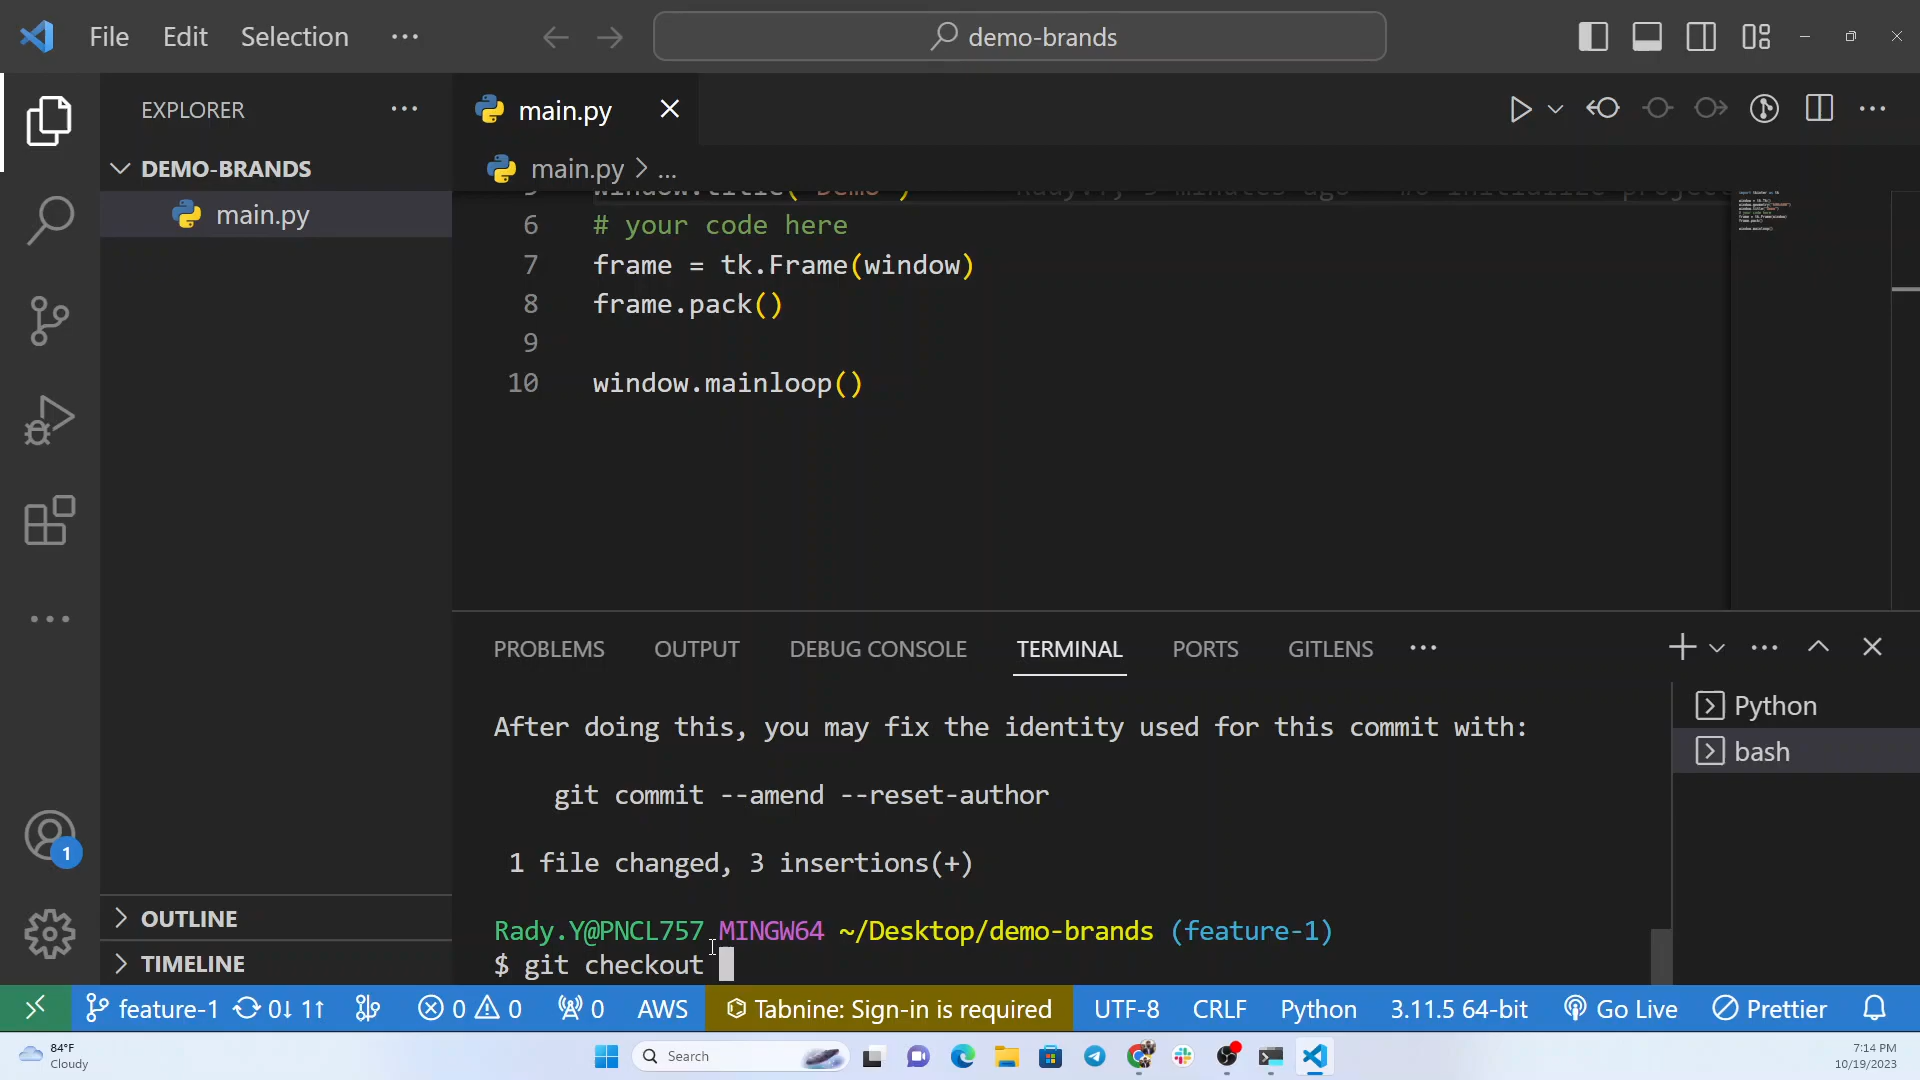 File Edit Selection ...
demo-brands
EXPLORER
DEMO-BRANDS
main.py
OUTLINE
TIMELINE
main.py
main.py > ...
6 # your code here
7 frame = tk.Frame(window)
8 frame.pack()
9
10 window.mainloop()
PROBLEMS OUTPUT DEBUG CONSOLE TERMINAL PORTS GITLENS ...
Python
bash
After doing this, you may fix the identity used for this commit with:
git commit --amend --reset-author
1 file changed, 3 insertions(+)
Rady.Y@PNCL757 MINGW64 ~/Desktop/demo-brands (feature-1)
$ git checkout
1
feature-1 0↓ 1↑ 0 0 0 AWS Tabnine: Sign-in is required UTF-8 CRLF Python 3.11.5 64-bit Go Live Prettier
84°F
Cloudy
Search
7:14 PM
10/19/2023